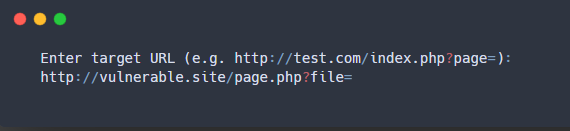 Enter target URL (e.g. http://test.com/index.php?page=):
http://vulnerable.site/page.php?file=